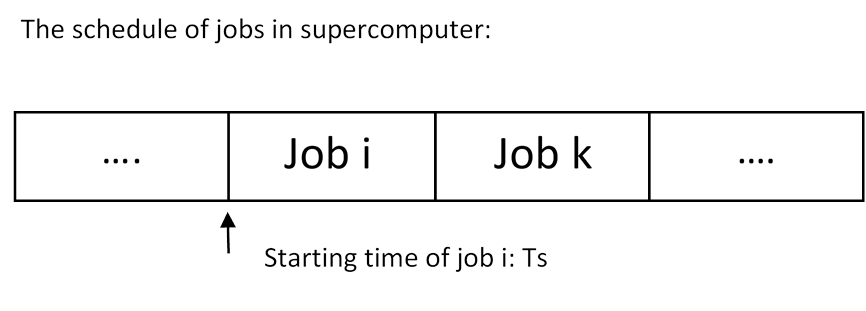 The schedule of jobs in supercomputer:
.... Job i Job k ....
Starting time of job i: Ts